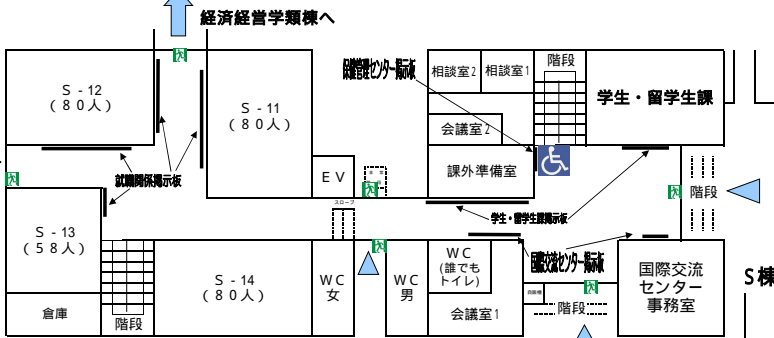 経済経営学類棟へ
保健管理センター掲示板
相談室2
相談室1
階段
学生・留学生課
S-12
(80人)
S-11
(80人)
会議室2
課外準備室
EV
就職関係掲示板
スロープ
学生・留学生課掲示板
階段
S-13
(58人)
S-14
(80人)
WC
女
WC
男
WC
(誰でも
トイレ)
国際交流センター掲示板
国際交流
センター
事務室
S棟
倉庫
階段
会議室1
階段